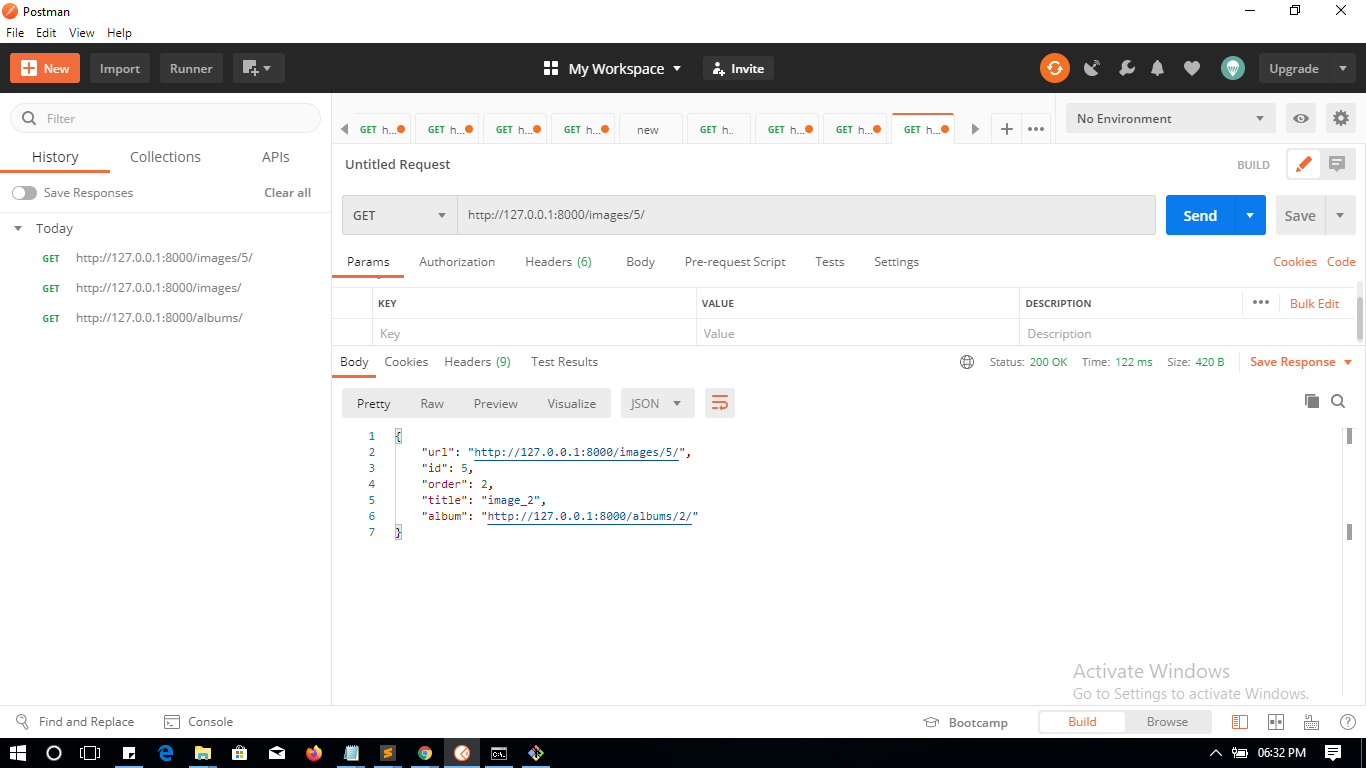 Postman
File Edit View Help
New Import Runner My Workspace Invite Upgrade
Filter
History Collections APIs
Save Responses Clear all
Today
GET http://127.0.0.1:8000/images/5/
GET http://127.0.0.1:8000/images/
GET http://127.0.0.1:8000/albums/
GET h... GET h... GET h... GET h... new GET h.. GET h... GET h... GET h...
No Environment
Untitled Request BUILD
GET http://127.0.0.1:8000/images/5/ Send Save
Params Authorization Headers (6) Body Pre-request Script Tests Settings Cookies Code
KEY VALUE DESCRIPTION Bulk Edit
Key Value Description
Body Cookies Headers (9) Test Results Status: 200 OK Time: 122 ms Size: 420 B Save Response
Pretty Raw Preview Visualize JSON
1 {
2 "url": "http://127.0.0.1:8000/images/5/",
3 "id": 5,
4 "order": 2,
5 "title": "image_2",
6 "album": "http://127.0.0.1:8000/albums/2/"
7 }
Activate Windows
Go to Settings to activate Windows.
Find and Replace Console Bootcamp Build Browse
06:32 PM